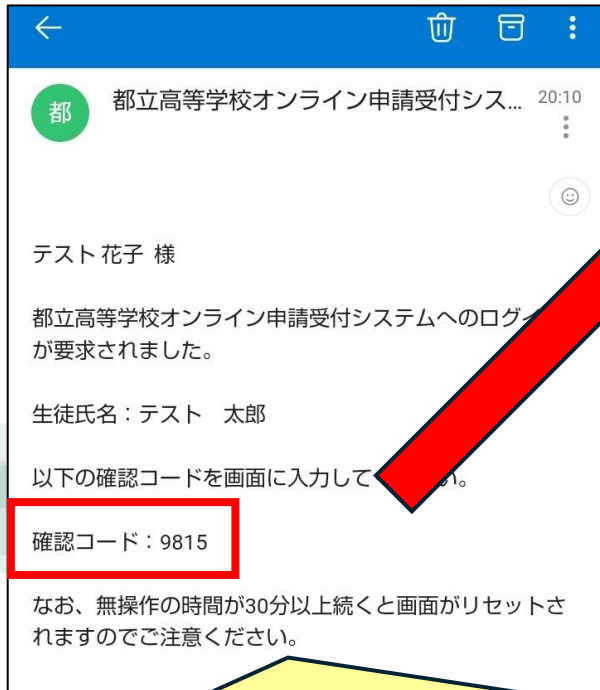 都
都立高等学校オンライン申請受付シス...
20:10
テスト 花子 様
都立高等学校オンライン申請受付システムへのログイ
が要求されました。
生徒氏名：テスト　太郎
以下の確認コードを画面に入力して い。
確認コード：9815
なお、無操作の時間が30分以上続くと画面がリセットさ
れますのでご注意ください。